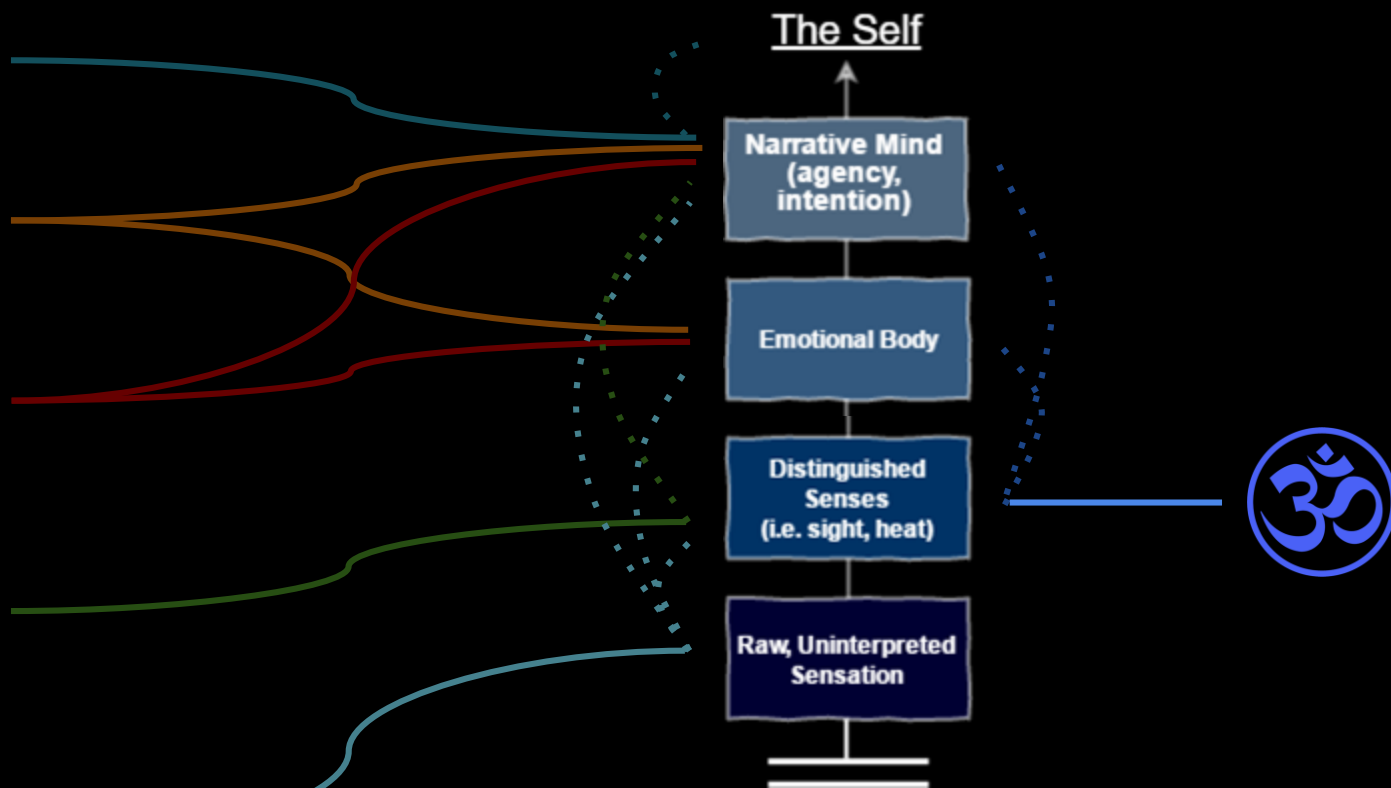 The Self
Narrative Mind
(agency,
intention)
Emotional Body
Distinguished
Senses
(i.e. sight, heat)
ॐ
Raw, Uninterpreted
Sensation